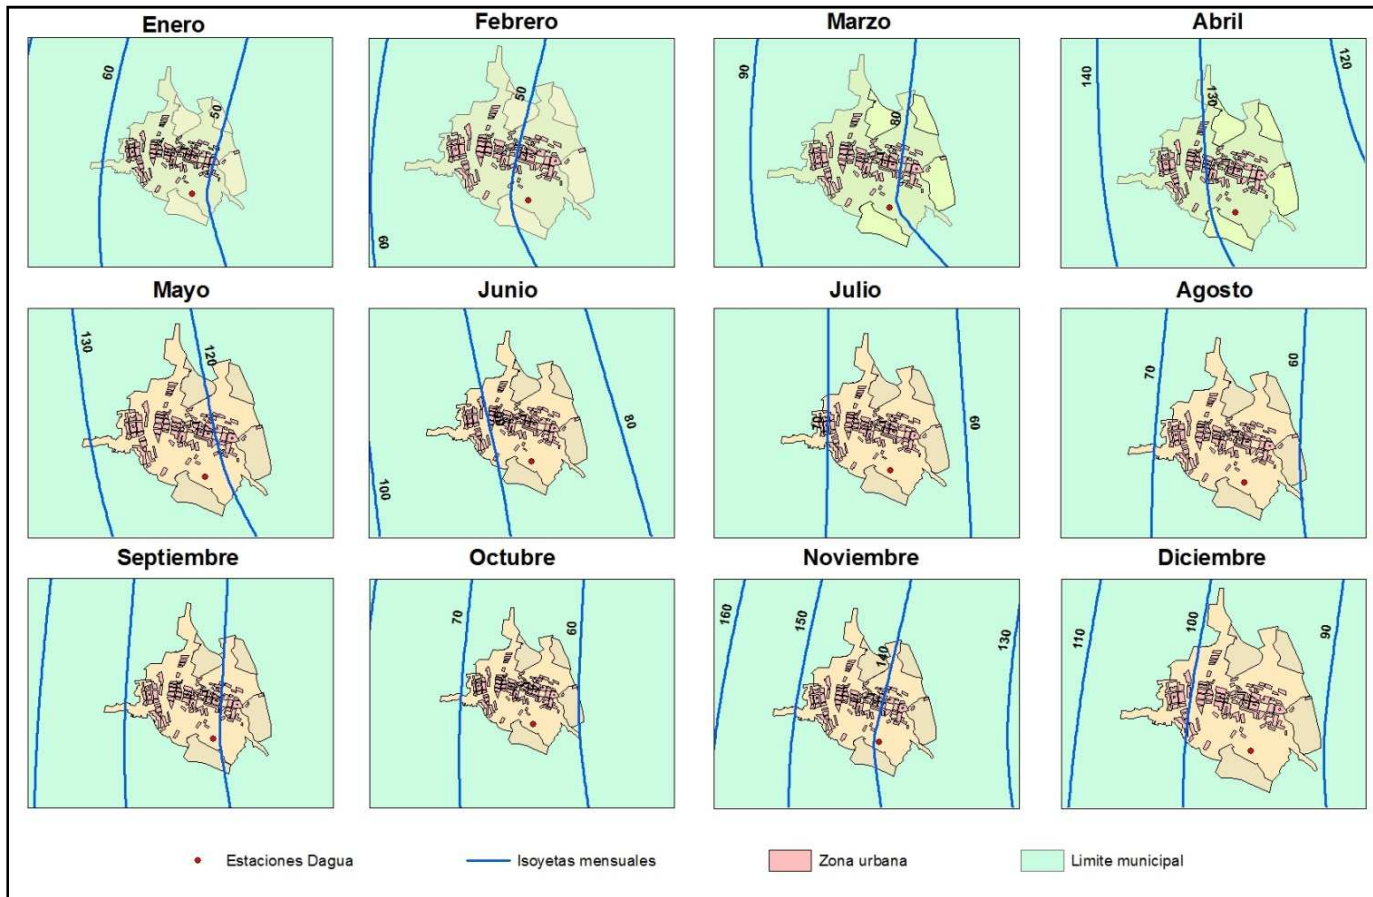 Enero
Febrero
Marzo
Abril
60
50
60
50
90
80
140
130
120
Mayo
Junio
Julio
Agosto
130
120
100
80
60
70
60
Septiembre
Octubre
Noviembre
Diciembre
70
60
160
150
140
130
110
100
90
Estaciones Dagua
Isoyetas mensuales
Zona urbana
Limite municipal